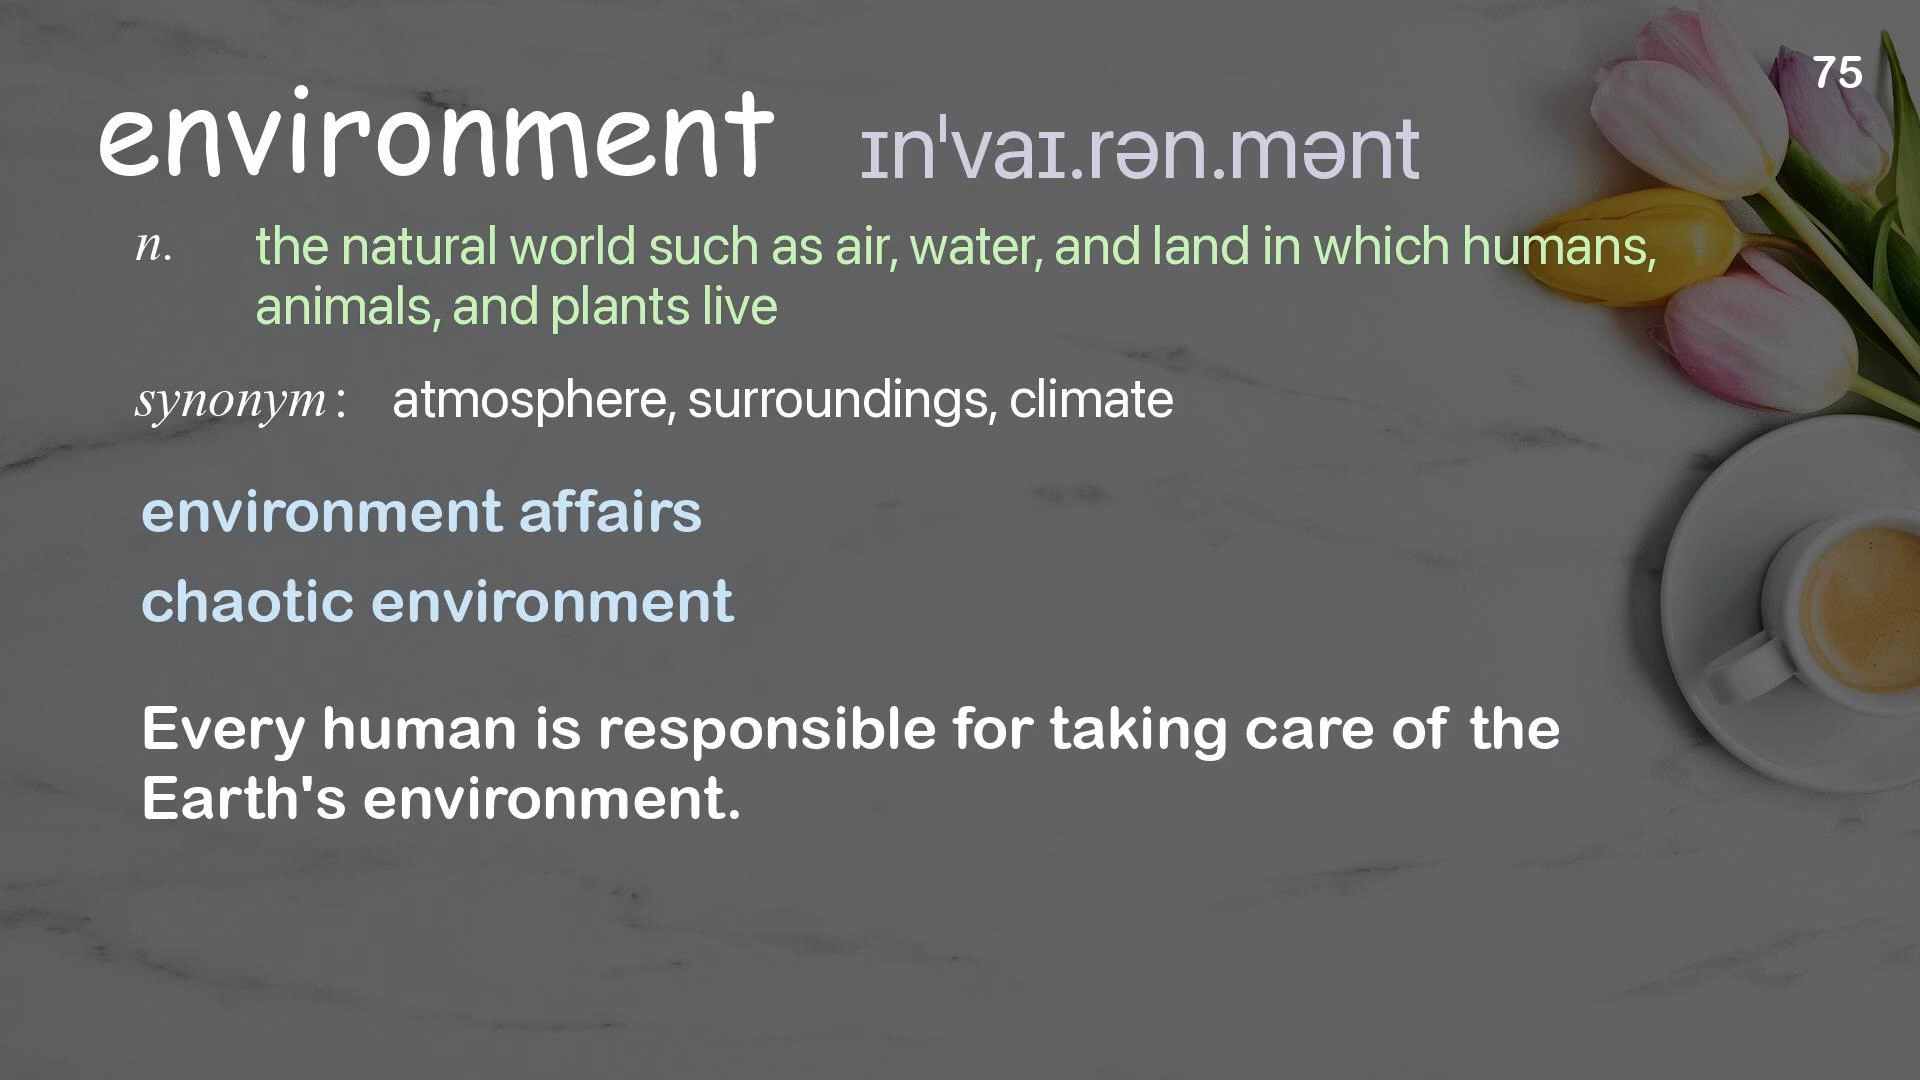 75
environment ɪnˈvaɪ.rən.mənt
n. the natural world such as air, water, and land in which humans,
animals, and plants live
synonym: atmosphere, surroundings, climate
environment affairs
chaotic environment
Every human is responsible for taking care of the
Earth's environment.